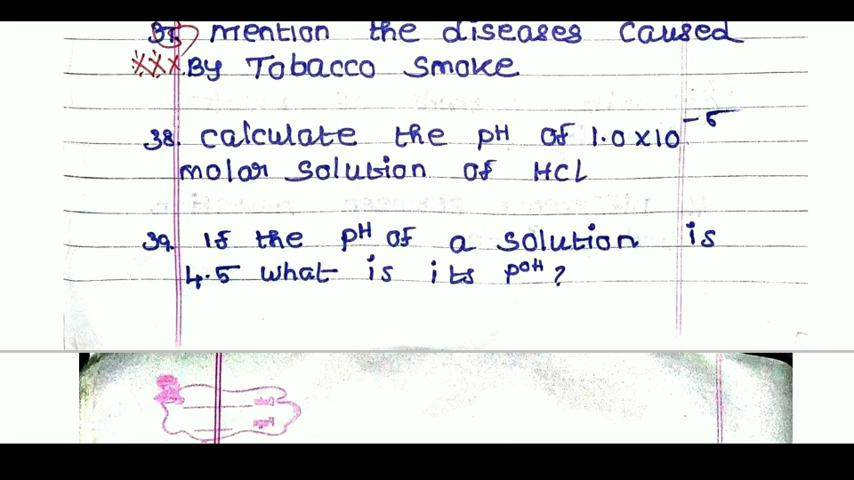 37. Mention the diseases caused
XXX By Tobacco Smoke
38. calculate the pH of 1.0x10⁻⁵
molar solution of HCL
39. If the pH of a solution is
4.5 what is its pOH?